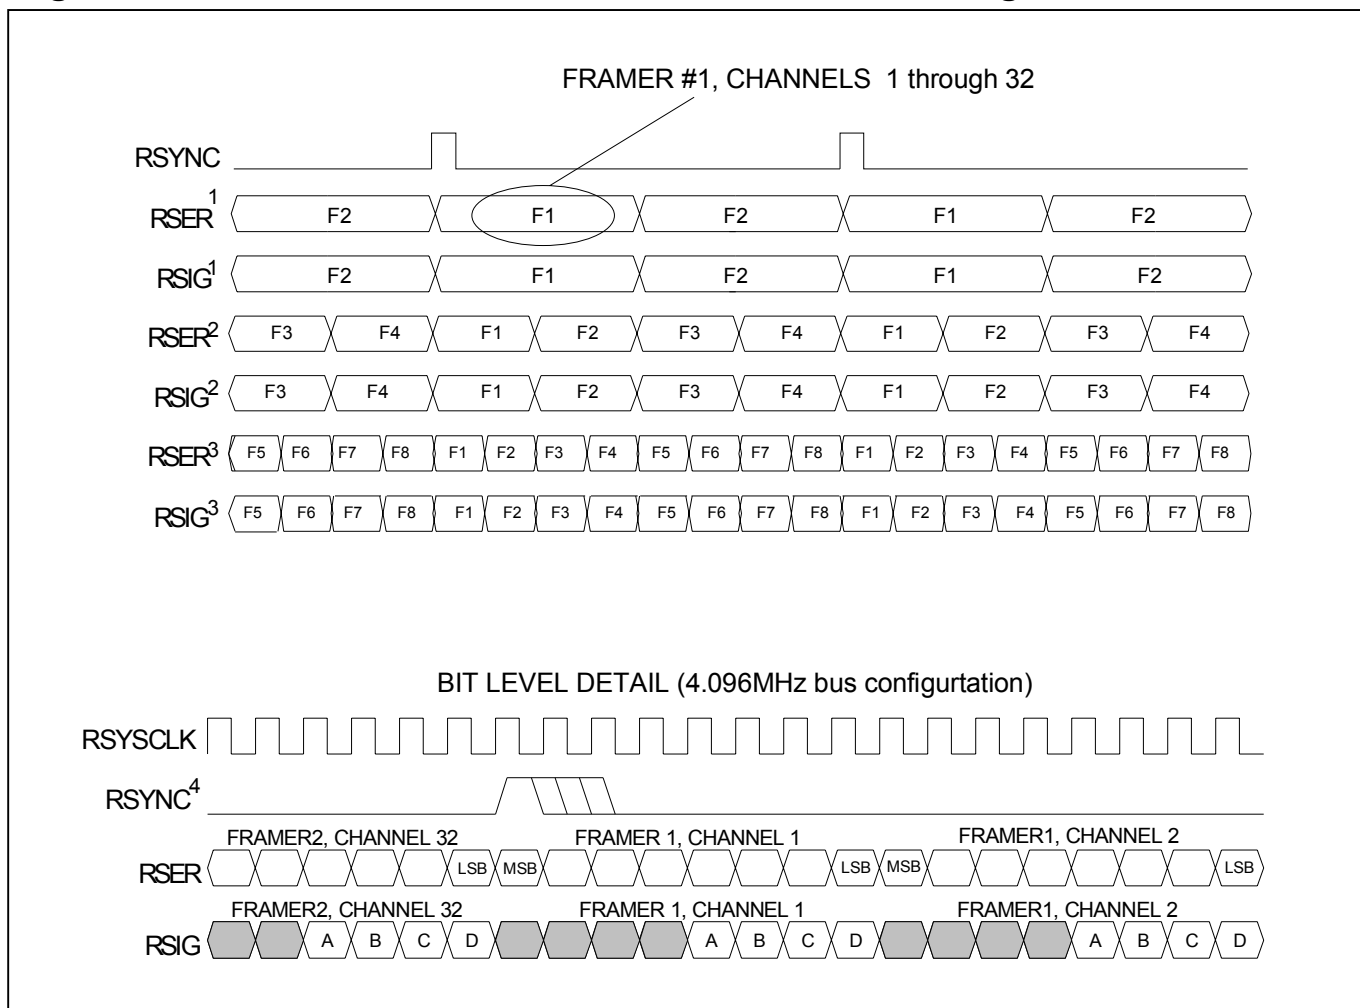 FRAMER #1, CHANNELS 1 through 32
RSYNC
RSER1 F2 F1 F2 F1 F2
RSIG1 F2 F1 F2 F1 F2
RSER2 F3 F4 F1 F2 F3 F4 F1 F2 F3 F4
RSIG2 F3 F4 F1 F2 F3 F4 F1 F2 F3 F4
RSER3 F5 F6 F7 F8 F1 F2 F3 F4 F5 F6 F7 F8 F1 F2 F3 F4 F5 F6 F7 F8
RSIG3 F5 F6 F7 F8 F1 F2 F3 F4 F5 F6 F7 F8 F1 F2 F3 F4 F5 F6 F7 F8
BIT LEVEL DETAIL (4.096MHz bus configurtation)
RSYSCLK
RSYNC4
FRAMER2, CHANNEL 32 FRAMER 1, CHANNEL 1 FRAMER1, CHANNEL 2
RSER LSB MSB LSB MSB LSB
FRAMER2, CHANNEL 32 FRAMER 1, CHANNEL 1 FRAMER1, CHANNEL 2
RSIG A B C D A B C D A B C D